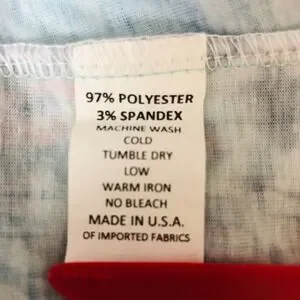 97% POLYESTER
3% SPANDEX
MACHINE WASH
COLD
TUMBLE DRY
LOW
WARM IRON
NO BLEACH
MADE IN U.S.A.
OF IMPORTED FABRICS